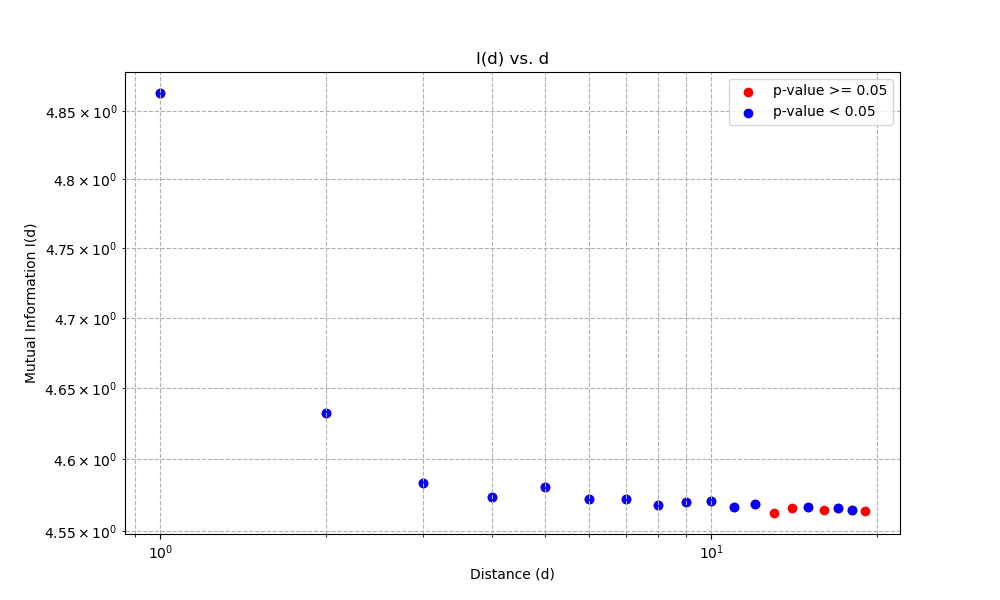 I(d) vs. d
p-value >= 0.05
p-value < 0.05
Mutual Information I(d)
4.85 × 10⁰
4.8 × 10⁰
4.75 × 10⁰
4.7 × 10⁰
4.65 × 10⁰
4.6 × 10⁰
4.55 × 10⁰
10⁰ 10¹
Distance (d)